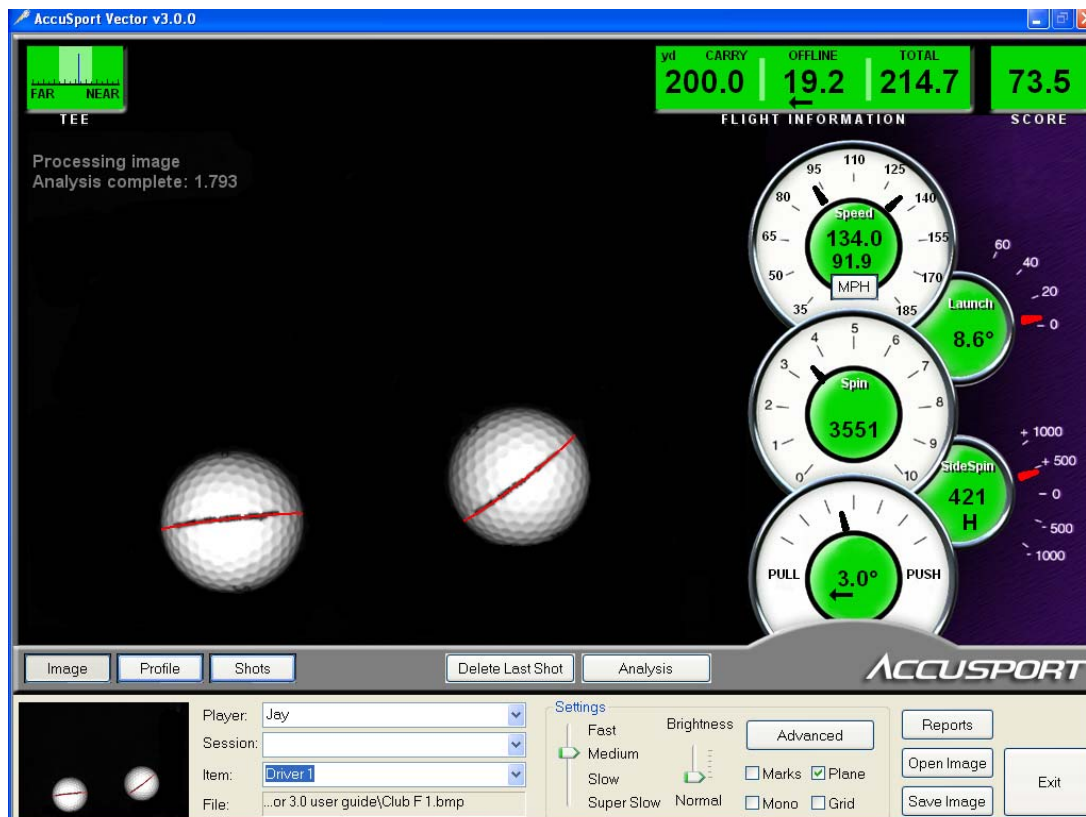 AccuSport Vector v3.0.0
FAR NEAR
TEE
yd CARRY OFFLINE TOTAL
200.0 19.2 214.7
FLIGHT INFORMATION
73.5
SCORE
Processing image
Analysis complete: 1.793
35 50 65 80 95 110 125 140 155 170 185
Speed
134.0
91.9
MPH
60 40 20 0
Launch
8.6°
0 1 2 3 4 5 6 7 8 9 10
Spin
3551
+ 1000
+ 500
- 0
- 500
- 1000
SideSpin
421
H
PULL 3.0° PUSH
Image Profile Shots Delete Last Shot Analysis ACCUSPORT
Player: Jay
Session:
Item: Driver 1
File: ...or 3.0 user guide\Club F 1.bmp
Settings
Fast
Medium
Slow
Super Slow
Brightness
Normal
Advanced
Marks Plane
Mono Grid
Reports
Open Image
Save Image
Exit